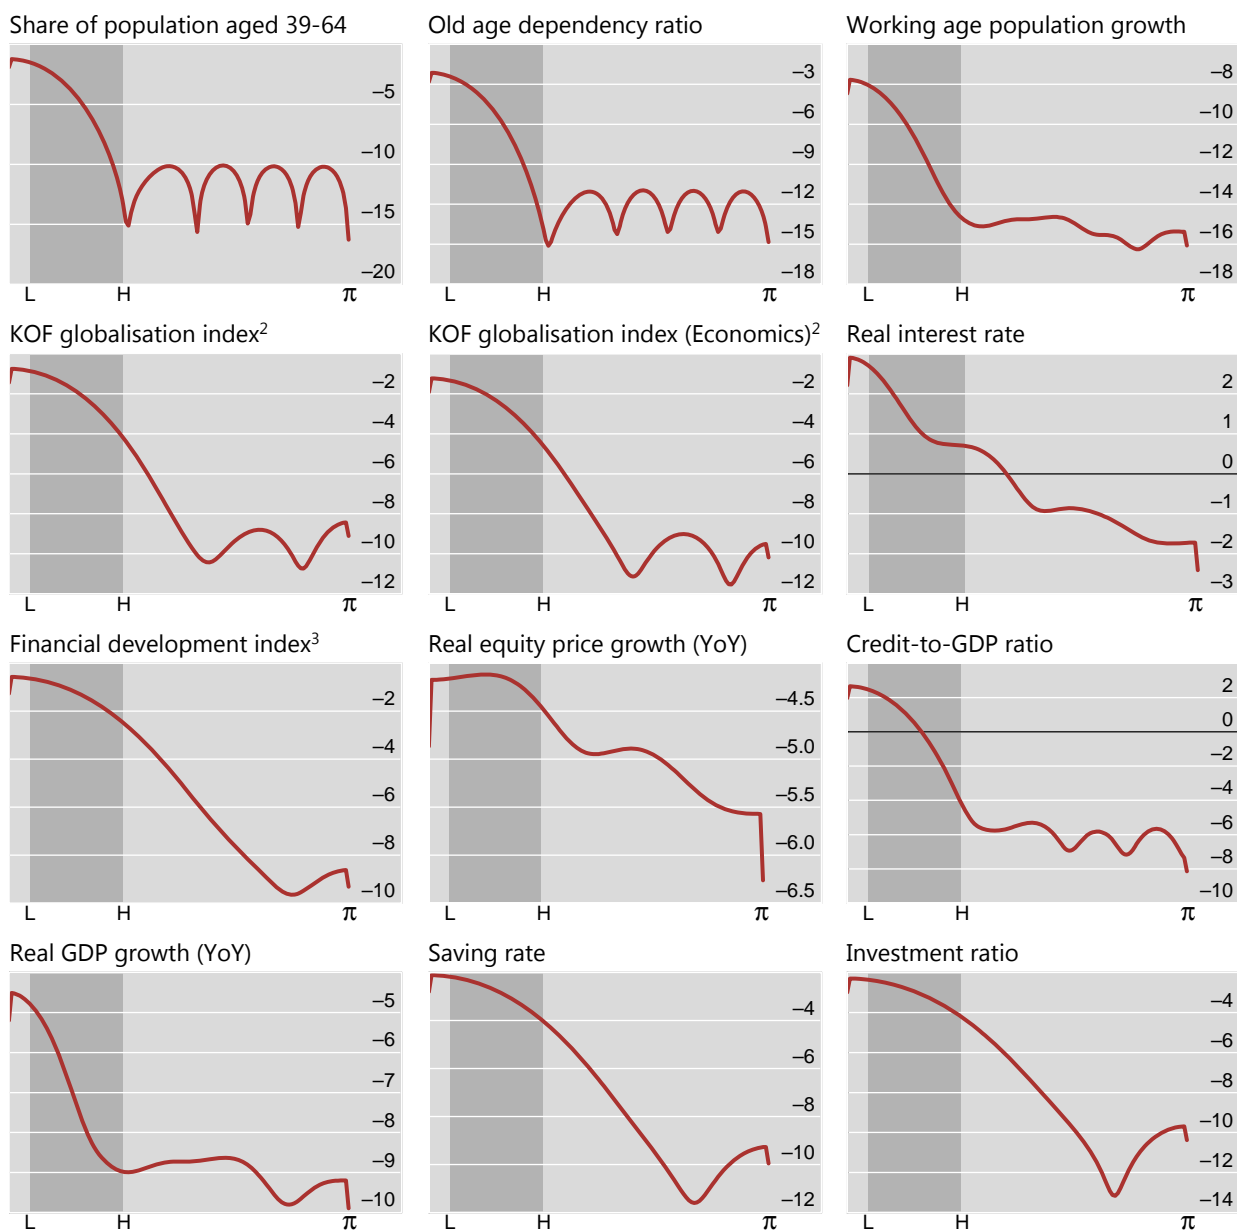 Share of population aged 39-64
–5
–10
–15
–20
L H π
Old age dependency ratio
–3
–6
–9
–12
–15
–18
L H π
Working age population growth
–8
–10
–12
–14
–16
–18
L H π
KOF globalisation index²
–2
–4
–6
–8
–10
–12
L H π
KOF globalisation index (Economics)²
–2
–4
–6
–8
–10
–12
L H π
Real interest rate
2
1
0
–1
–2
–3
L H π
Financial development index³
–2
–4
–6
–8
–10
L H π
Real equity price growth (YoY)
–4.5
–5.0
–5.5
–6.0
–6.5
L H π
Credit-to-GDP ratio
2
0
–2
–4
–6
–8
–10
L H π
Real GDP growth (YoY)
–5
–6
–7
–8
–9
–10
L H π
Saving rate
–4
–6
–8
–10
–12
L H π
Investment ratio
–4
–6
–8
–10
–12
–14
L H π